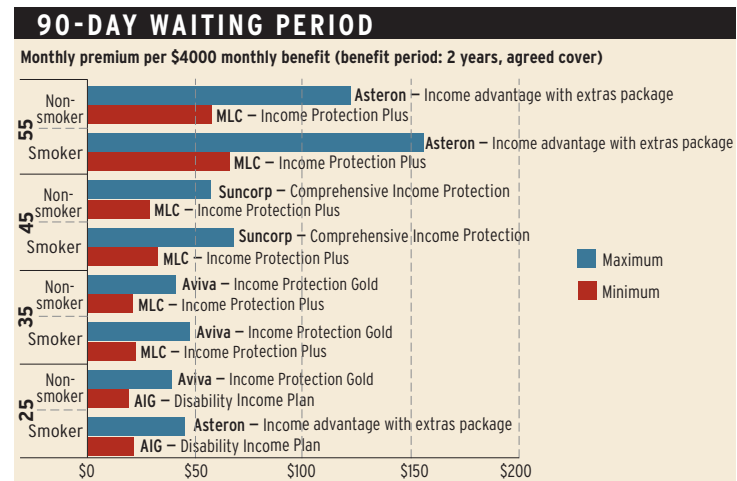 90-DAY WAITING PERIOD
Monthly premium per $4000 monthly benefit (benefit period: 2 years, agreed cover)
55
Non-
smoker
Asteron – Income advantage with extras package
MLC – Income Protection Plus
Smoker
Asteron – Income advantage with extras package
MLC – Income Protection Plus
45
Non-
smoker
Suncorp – Comprehensive Income Protection
MLC – Income Protection Plus
Smoker
Suncorp – Comprehensive Income Protection
MLC – Income Protection Plus
Maximum
Minimum
35
Non-
smoker
Aviva – Income Protection Gold
MLC – Income Protection Plus
Smoker
Aviva – Income Protection Gold
MLC – Income Protection Plus
25
Non-
smoker
Aviva – Income Protection Gold
AIG – Disability Income Plan
Smoker
Asteron – Income advantage with extras package
AIG – Disability Income Plan
$0 $50 $100 $150 $200